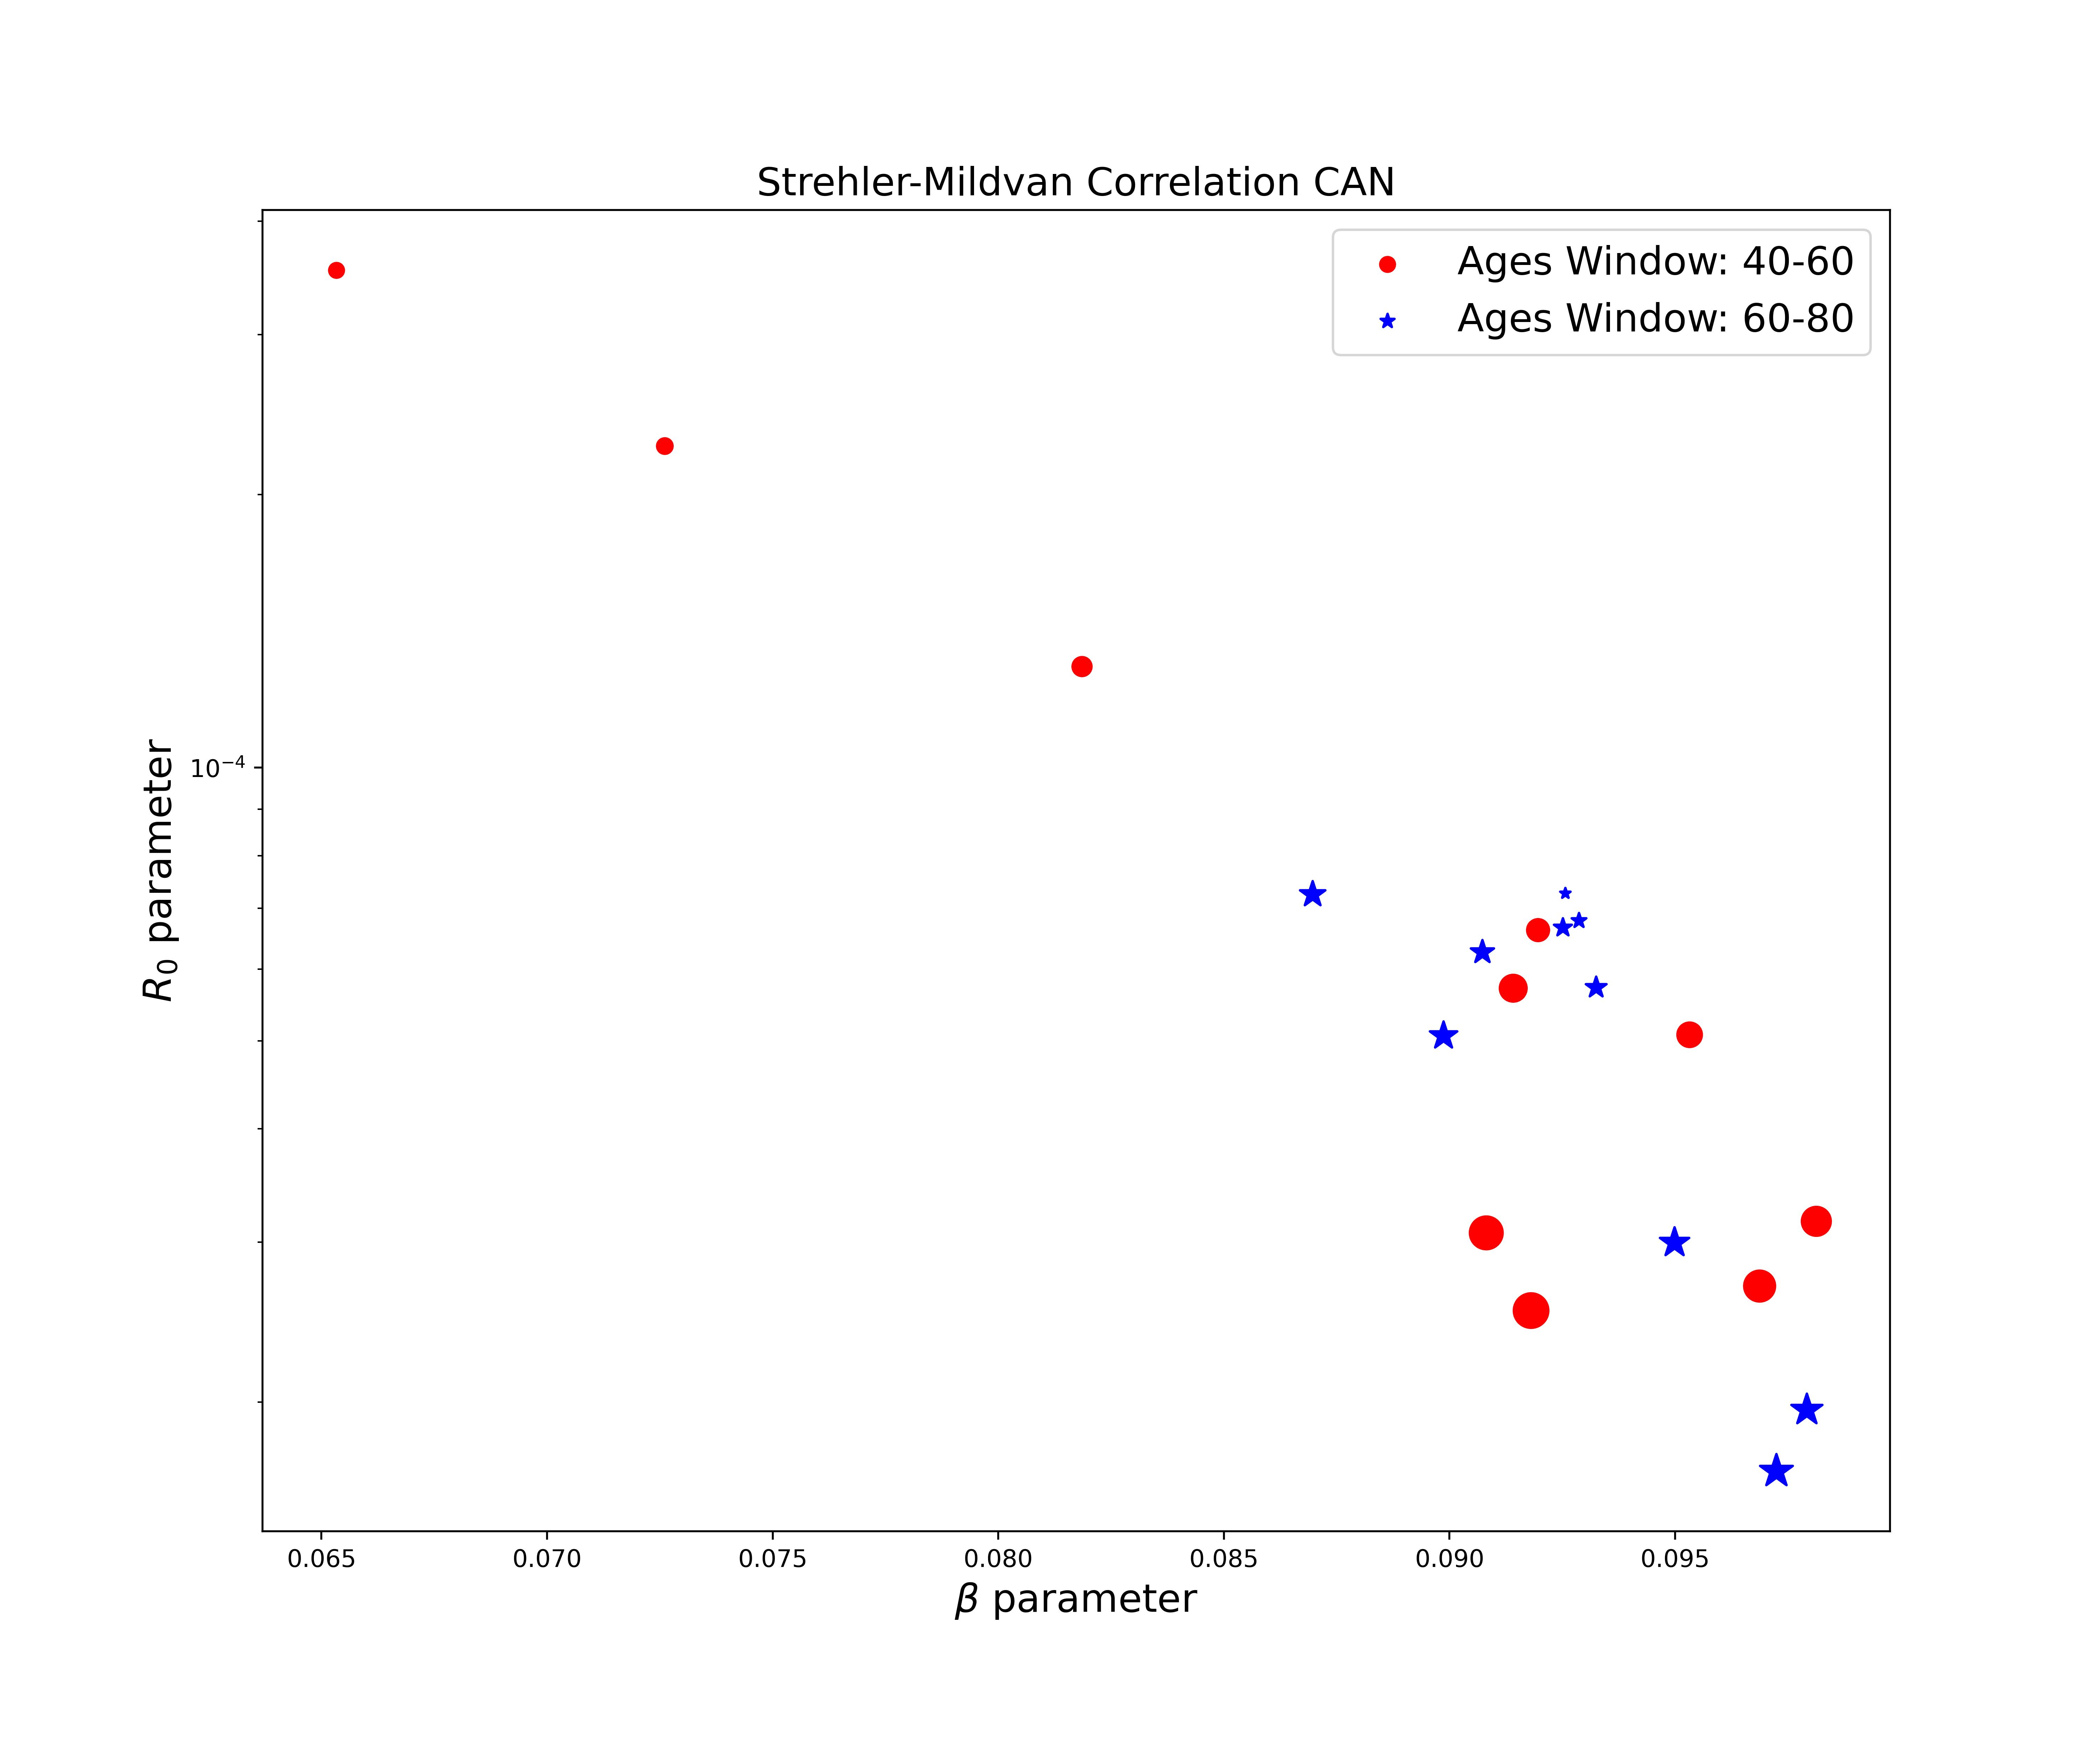 Strehler-Mildvan Correlation CAN
Ages Window: 40-60
Ages Window: 60-80
R₀ parameter
10⁻⁴
0.065 0.070 0.075 0.080 0.085 0.090 0.095
β parameter